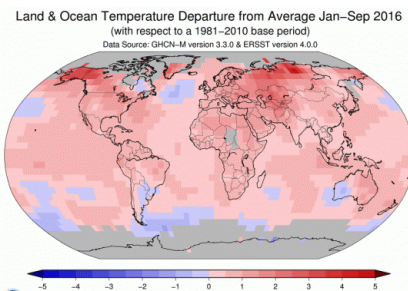 Land & Ocean Temperature Departure from Average Jan–Sep 2016
(with respect to a 1981–2010 base period)
Data Source: GHCN–M version 3.3.0 & ERSST version 4.0.0
−5 −4 −3 −2 −1 0 1 2 3 4 5